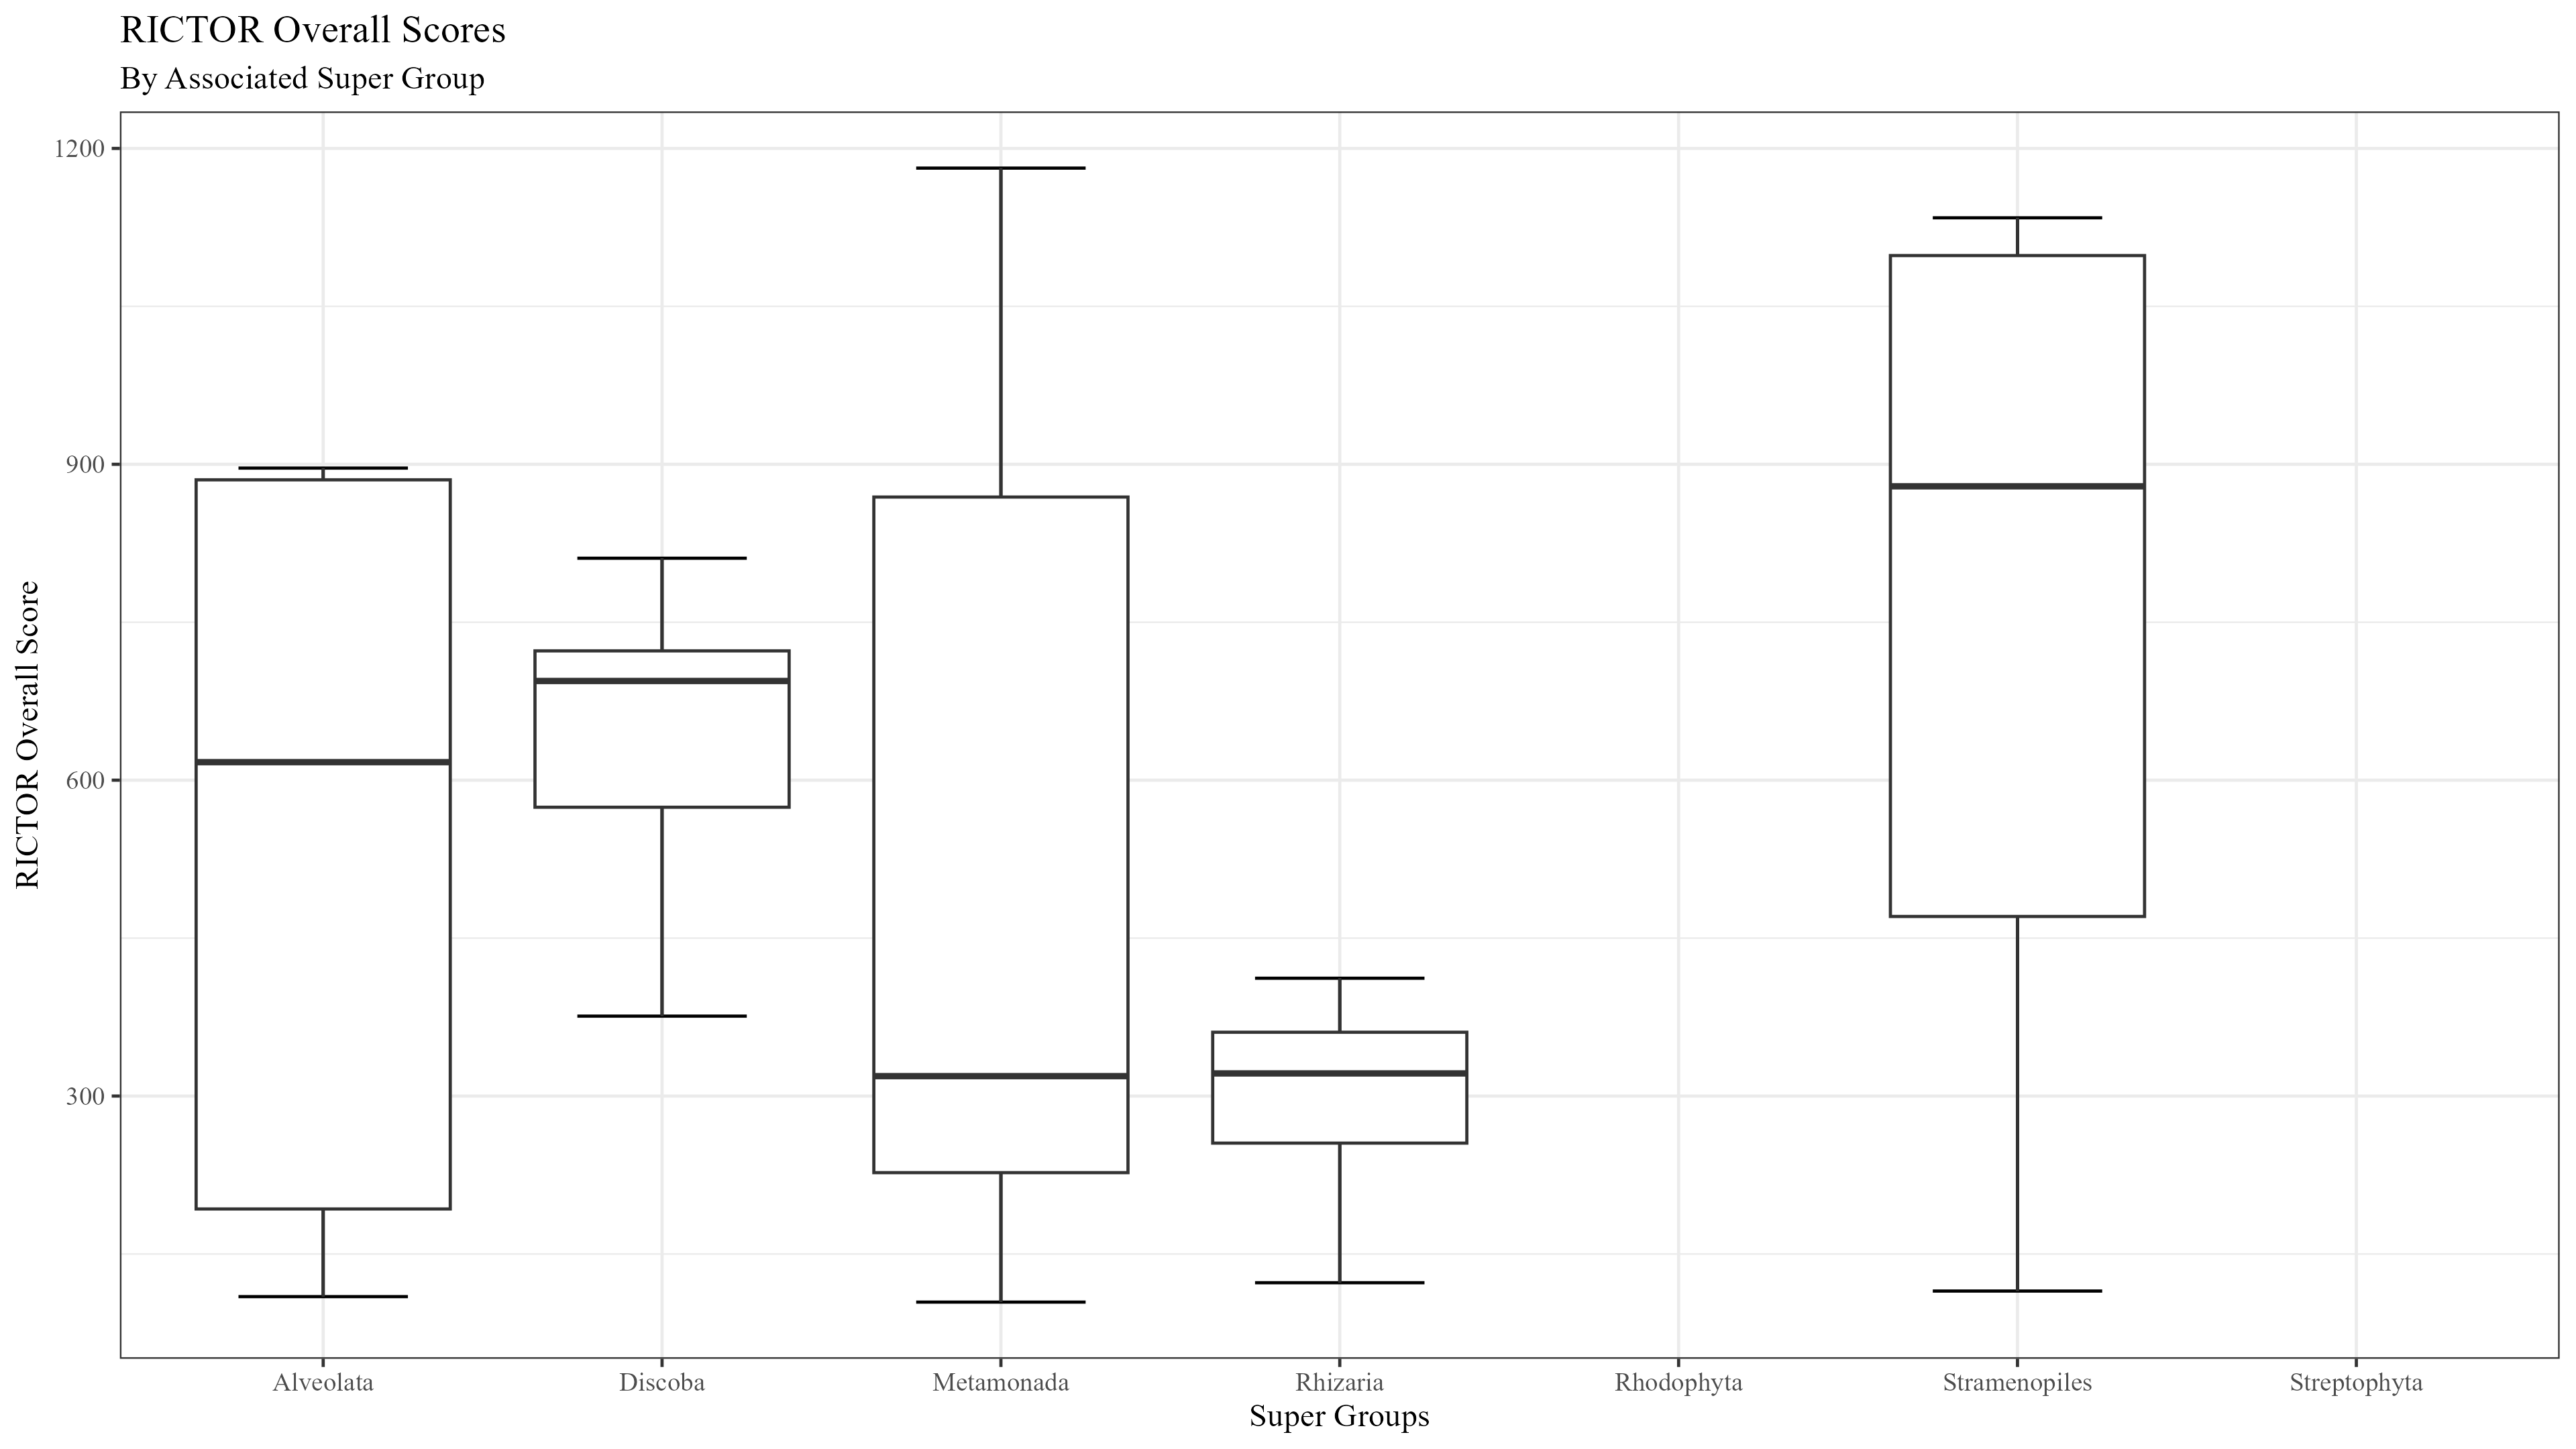 RICTOR Overall Scores
By Associated Super Group
RICTOR Overall Score
1200
900
600
300
Alveolata
Discoba
Metamonada
Rhizaria
Rhodophyta
Stramenopiles
Streptophyta
Super Groups